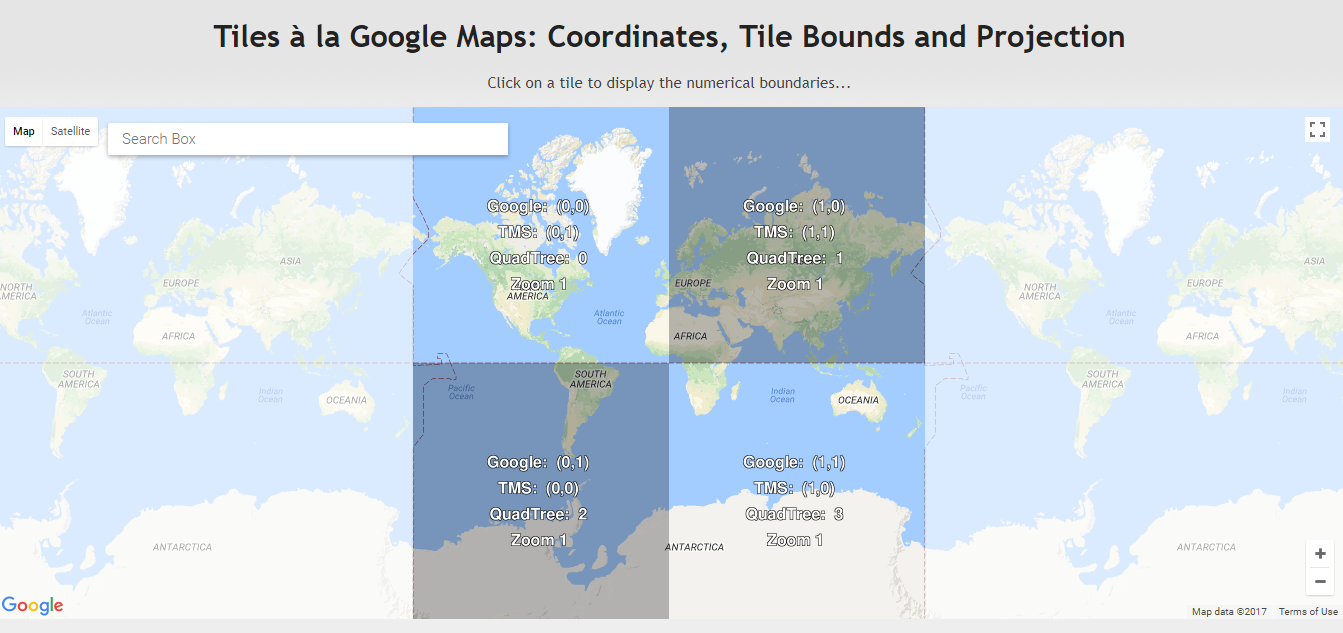 Tiles à la Google Maps: Coordinates, Tile Bounds and Projection
Click on a tile to display the numerical boundaries...
Map Satellite
Search Box
Google: (0,0)
TMS: (0,1)
QuadTree: 0
Zoom 1
Google: (1,0)
TMS: (1,1)
QuadTree: 1
Zoom 1
ASIA
EUROPE
NORTH
AMERICA
Atlantic
Ocean
AFRICA
AMERICA
Atlantic
Ocean
EUROPE
AFRICA
ASIA
EUROPE
NORTH
AMERICA
Atlantic
Ocean
AFRICA
SOUTH
AMERICA
Indian
Ocean
OCEANIA
Pacific
Ocean
SOUTH
AMERICA
Indian
Ocean
OCEANIA
Pacific
Ocean
SOUTH
AMERICA
Indian
Ocean
Google: (0,1)
TMS: (0,0)
QuadTree: 2
Zoom 1
Google: (1,1)
TMS: (1,0)
QuadTree: 3
Zoom 1
ANTARCTICA
ANTARCTICA
ANTARCTICA
+
−
Google
Map data ©2017 Terms of Use